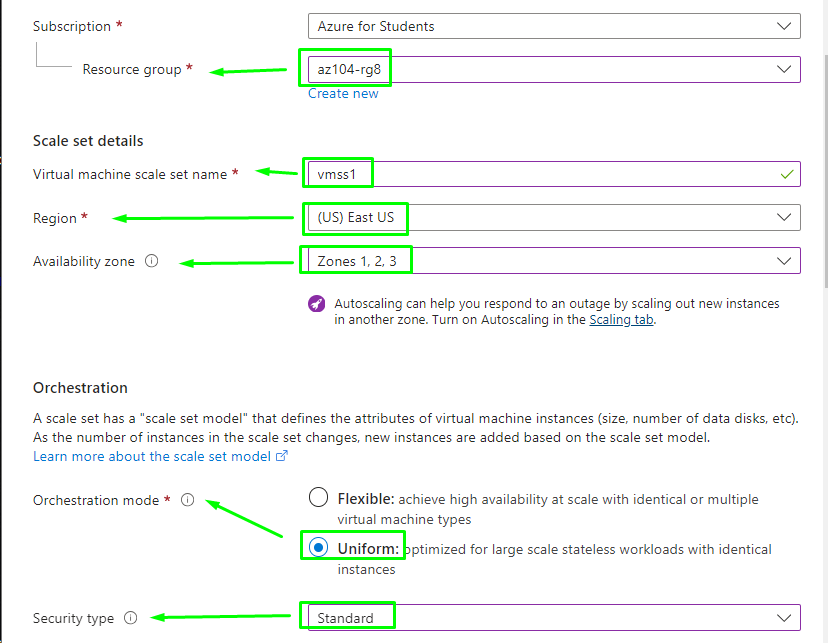 Subscription *
Azure for Students
Resource group *
az104-rg8
Create new
Scale set details
Virtual machine scale set name *
vmss1
Region *
(US) East US
Availability zone
Zones 1, 2, 3
Autoscaling can help you respond to an outage by scaling out new instances
in another zone. Turn on Autoscaling in the Scaling tab.
Orchestration
A scale set has a "scale set model" that defines the attributes of virtual machine instances (size, number of data disks, etc).
As the number of instances in the scale set changes, new instances are added based on the scale set model.
Learn more about the scale set model
Orchestration mode *
Flexible: achieve high availability at scale with identical or multiple
virtual machine types
Uniform: optimized for large scale stateless workloads with identical
instances
Security type
Standard